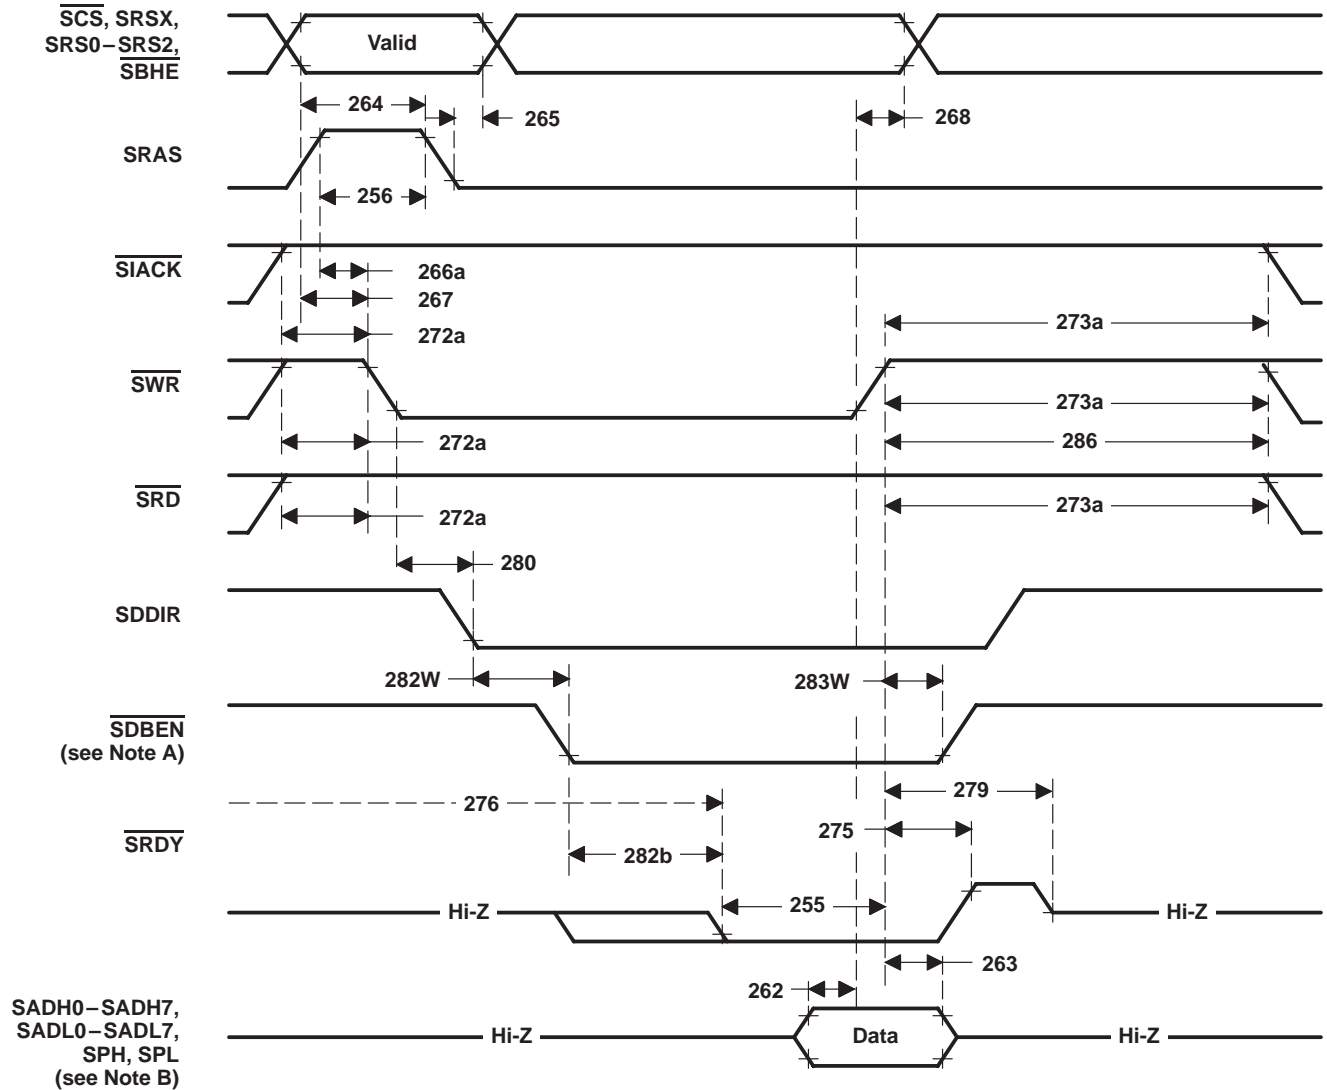 SCS, SRSX,
SRS0–SRS2,
SBHE
Valid
264
265
268
SRAS
256
SIACK
266a
267
272a
273a
SWR
273a
272a
286
SRD
272a
273a
280
SDDIR
282W
283W
SDBEN
(see Note A)
276
279
275
SRDY
282b
Hi-Z
255
Hi-Z
263
262
SADH0–SADH7,
SADL0–SADL7,
SPH, SPL
(see Note B)
Hi-Z
Data
Hi-Z